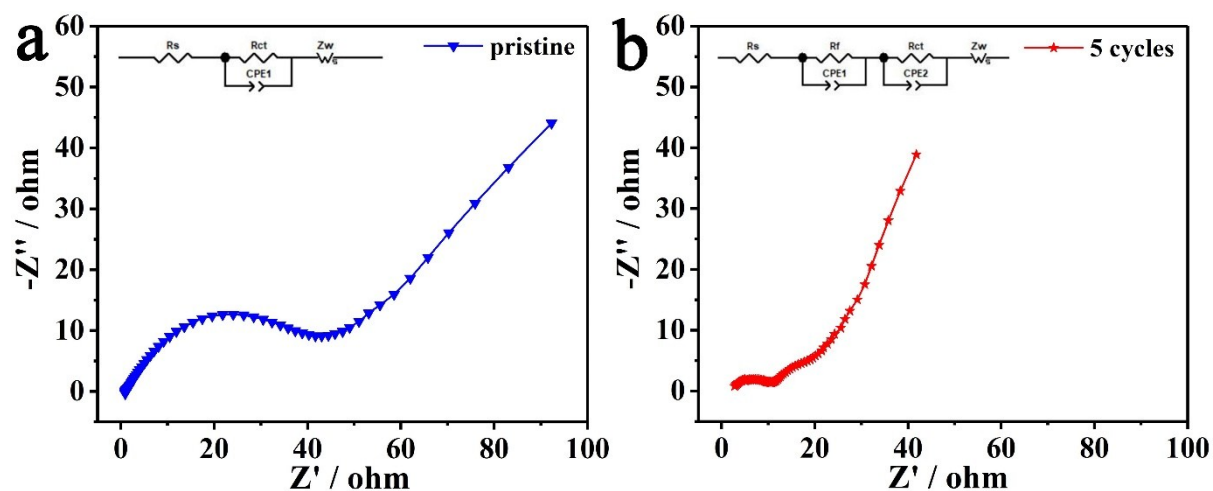 a
60
50
40
30
20
10
0
-Z'' / ohm
Rs
Rct
CPE1
Zw
s
pristine
0 20 40 60 80 100
Z' / ohm
b
60
50
40
30
20
10
0
-Z'' / ohm
Rs
Rf
CPE1
Rct
CPE2
Zw
s
5 cycles
0 20 40 60 80 100
Z' / ohm